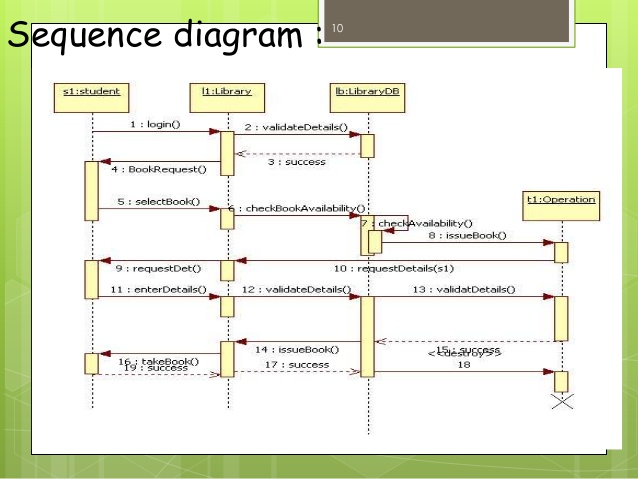 Sequence diagram :
10
s1:student
l1:Library
lb:LibraryDB
1 : login()
2 : validateDetails()
3 : success
4 : BookRequest()
5 : selectBook()
6 : checkBookAvailability()
t1:Operation
7 : checkAvailability()
8 : issueBook()
9 : requestDet()
10 : requestDetails(s1)
11 : enterDetails()
12 : validateDetails()
13 : validatDetails()
14 : issueBook()
15 : success
<<destroy>>
16 : takeBook()
17 : success
18
19 : success